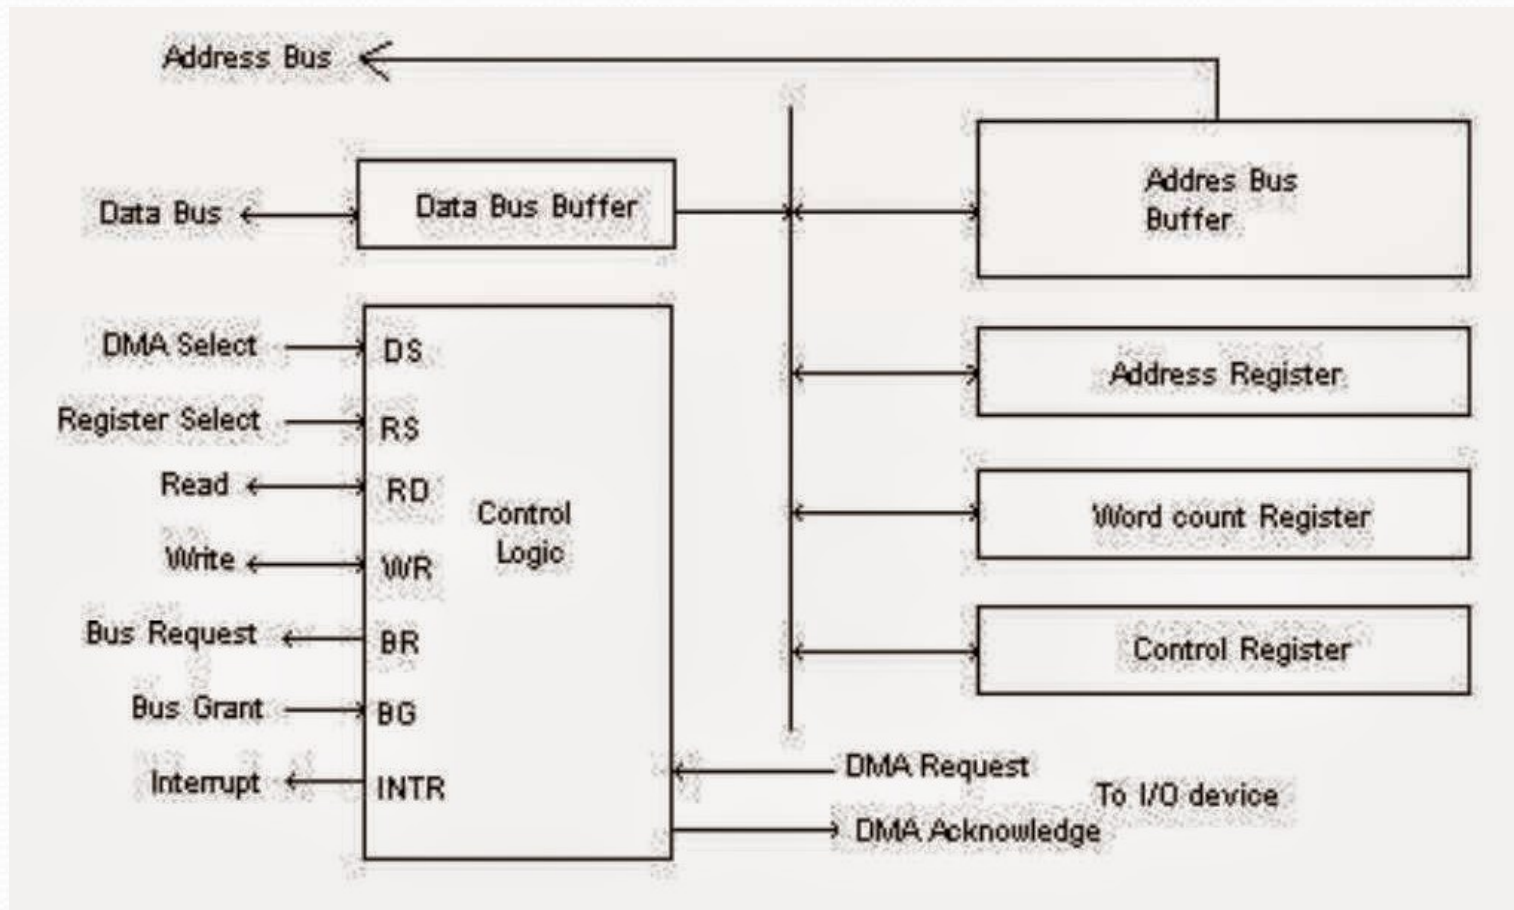 Address Bus
Data Bus
Data Bus Buffer
Addres Bus
Buffer
DMA Select
DS
Register Select
RS
Read
RD
Write
WR
Bus Request
BR
Bus Grant
BG
Interrupt
INTR
Control
Logic
Address Register
Word count Register
Control Register
DMA Request
To I/O device
DMA Acknowledge